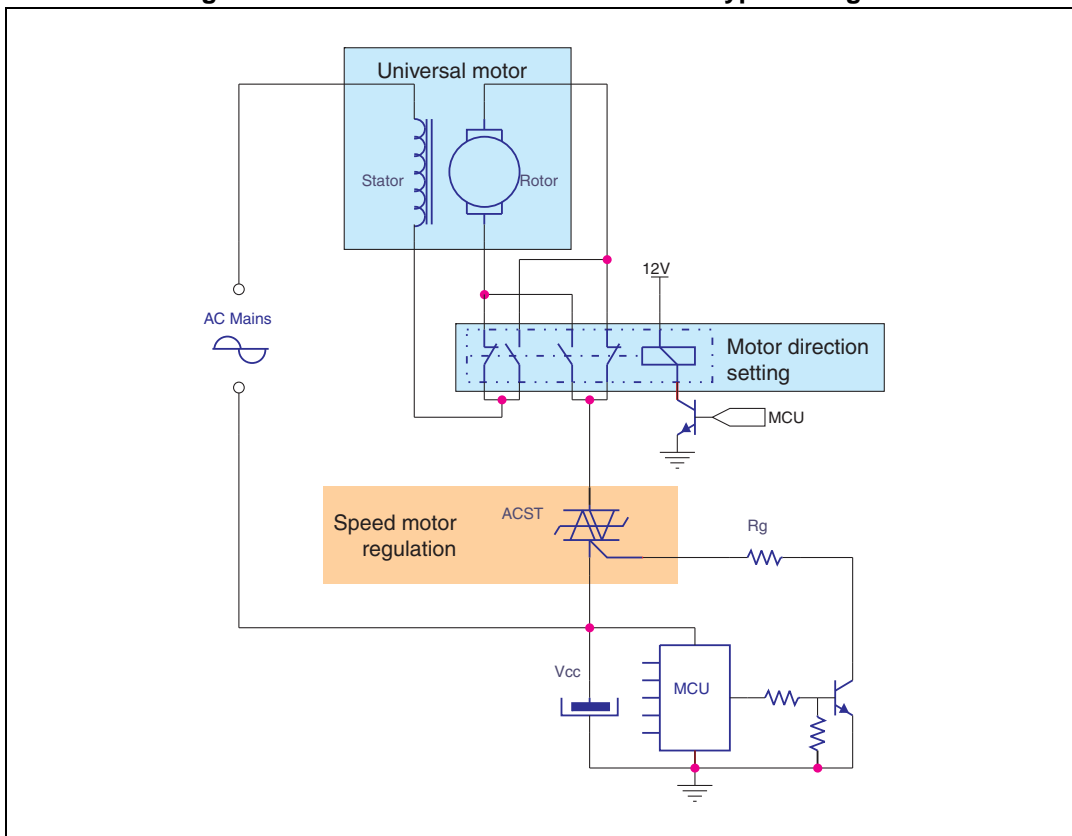 Universal motor
Stator
Rotor
12V
AC Mains
Motor direction
setting
MCU
ACST
Speed motor
regulation
Rg
Vcc
MCU